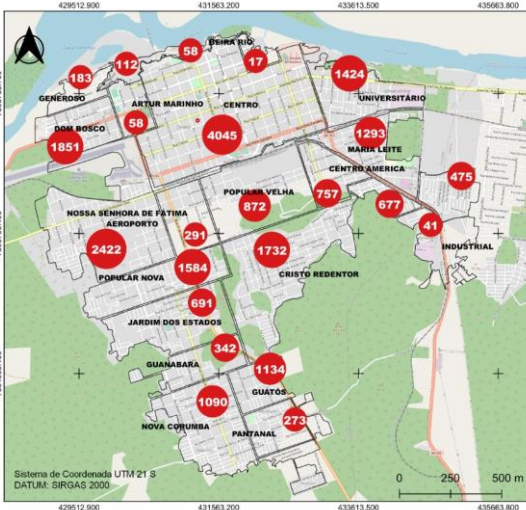 429512.900 431563.200 433613.500 435663.800
BEIRA RIO
58
17
112
183
1424
GENEROSO
ARTUR MARINHO
CENTRO
UNIVERSITÁRIO
DOM BOSCO
58
4045
1293
1851
MARIA LEITE
CENTRO AMERICA
475
POPULAR VELHA
757
872
677
NOSSA SENHORA DE FÁTIMA
AEROPORTO
41
291
2422
1732
INDUSTRIAL
1584
CRISTO REDENTOR
POPULAR NOVA
691
JARDIM DOS ESTADOS
342
GUANABARA
1134
GUATÓS
1090
273
NOVA CORUMBA
PANTANAL
Sistema de Coordenada UTM 21 S
DATUM: SIRGAS 2000
0 250 500 m
429512.900 431563.200 433613.500 435663.800